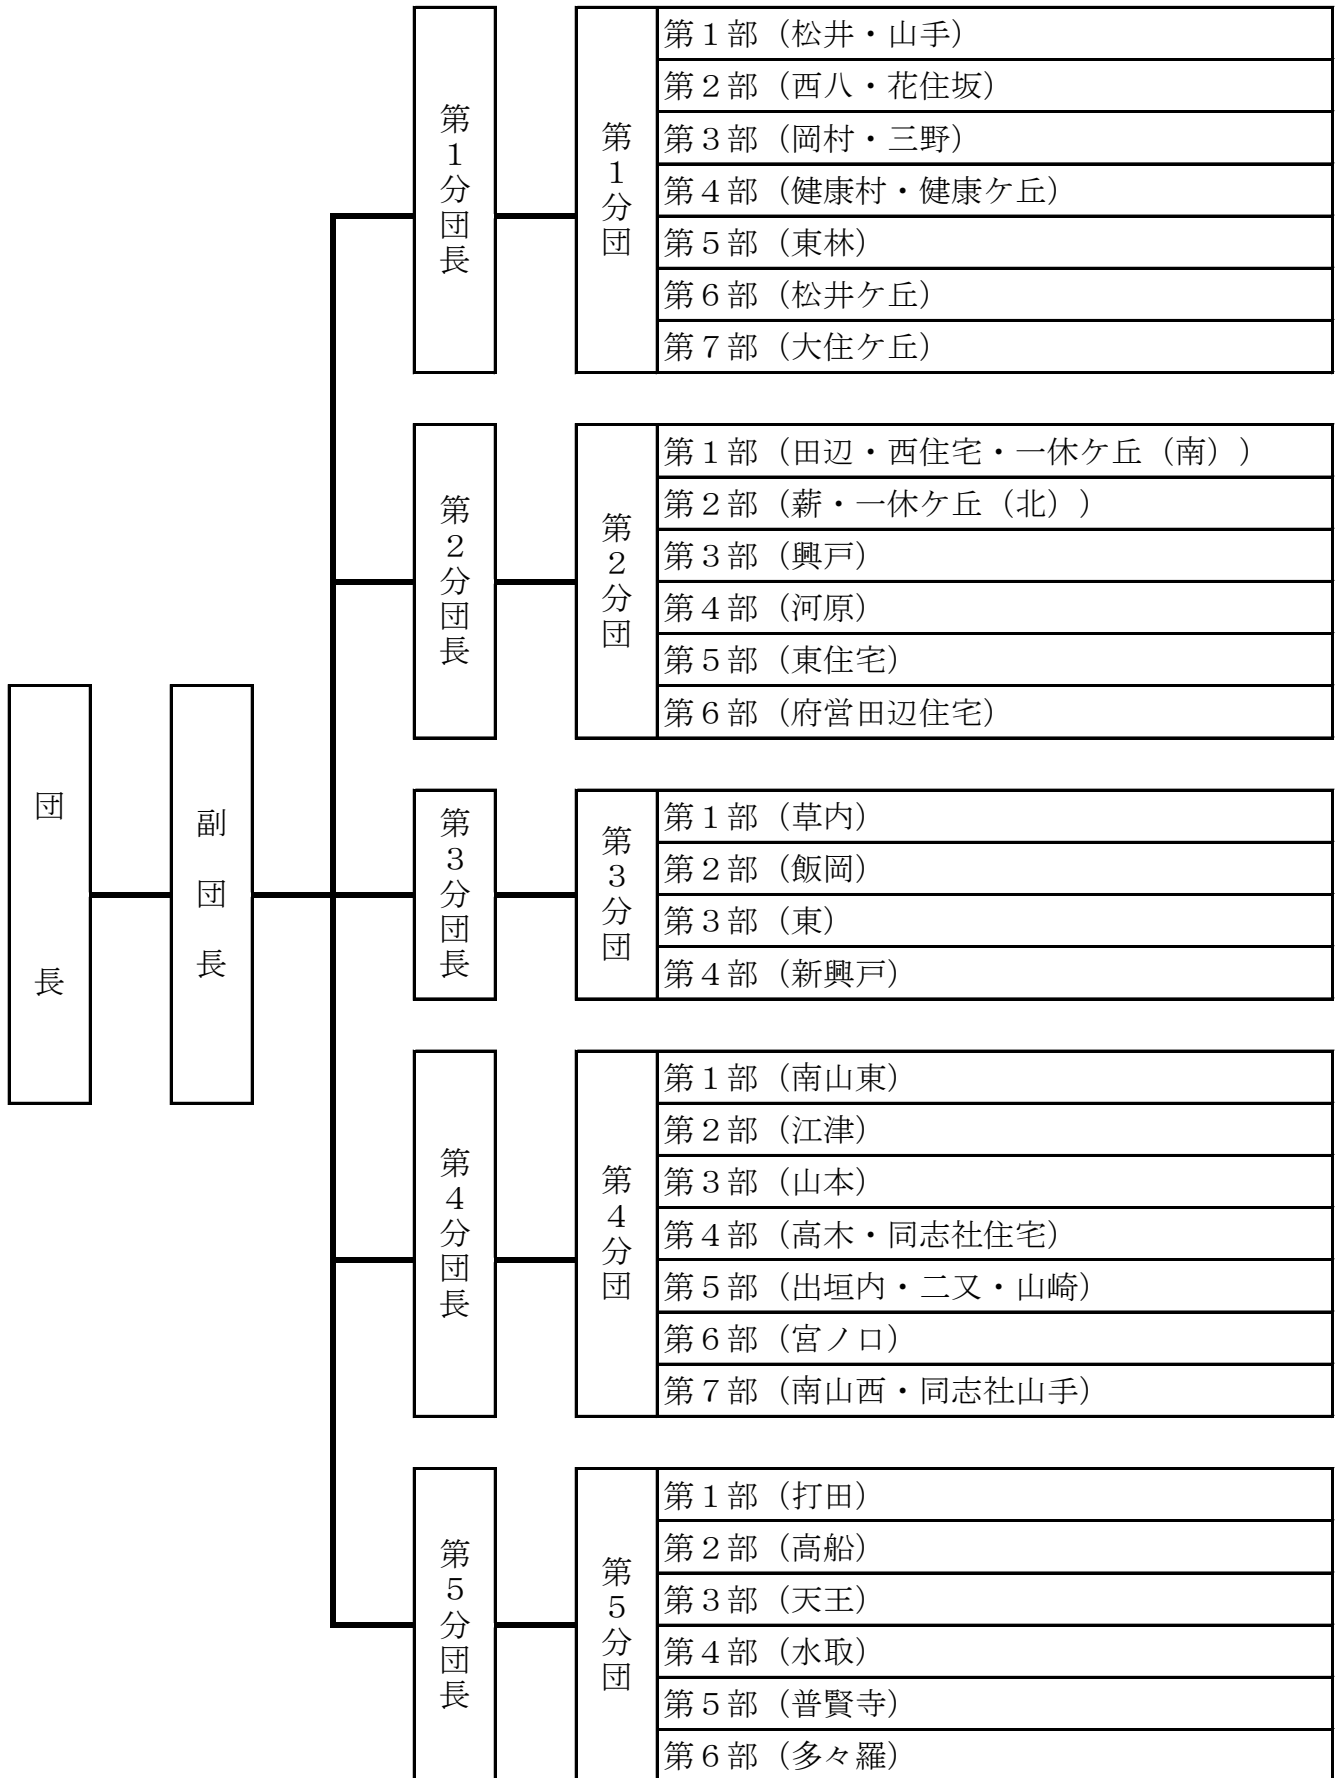 団長
副団長
第１分団長
第１分団
第１部（松井・山手）
第２部（西八・花住坂）
第３部（岡村・三野）
第４部（健康村・健康ケ丘）
第５部（東林）
第６部（松井ケ丘）
第７部（大住ケ丘）
第２分団長
第２分団
第１部（田辺・西住宅・一休ケ丘（南））
第２部（薪・一休ケ丘（北））
第３部（興戸）
第４部（河原）
第５部（東住宅）
第６部（府営田辺住宅）
第３分団長
第３分団
第１部（草内）
第２部（飯岡）
第３部（東）
第４部（新興戸）
第４分団長
第４分団
第１部（南山東）
第２部（江津）
第３部（山本）
第４部（高木・同志社住宅）
第５部（出垣内・二又・山崎）
第６部（宮ノ口）
第７部（南山西・同志社山手）
第５分団長
第５分団
第１部（打田）
第２部（高船）
第３部（天王）
第４部（水取）
第５部（普賢寺）
第６部（多々羅）